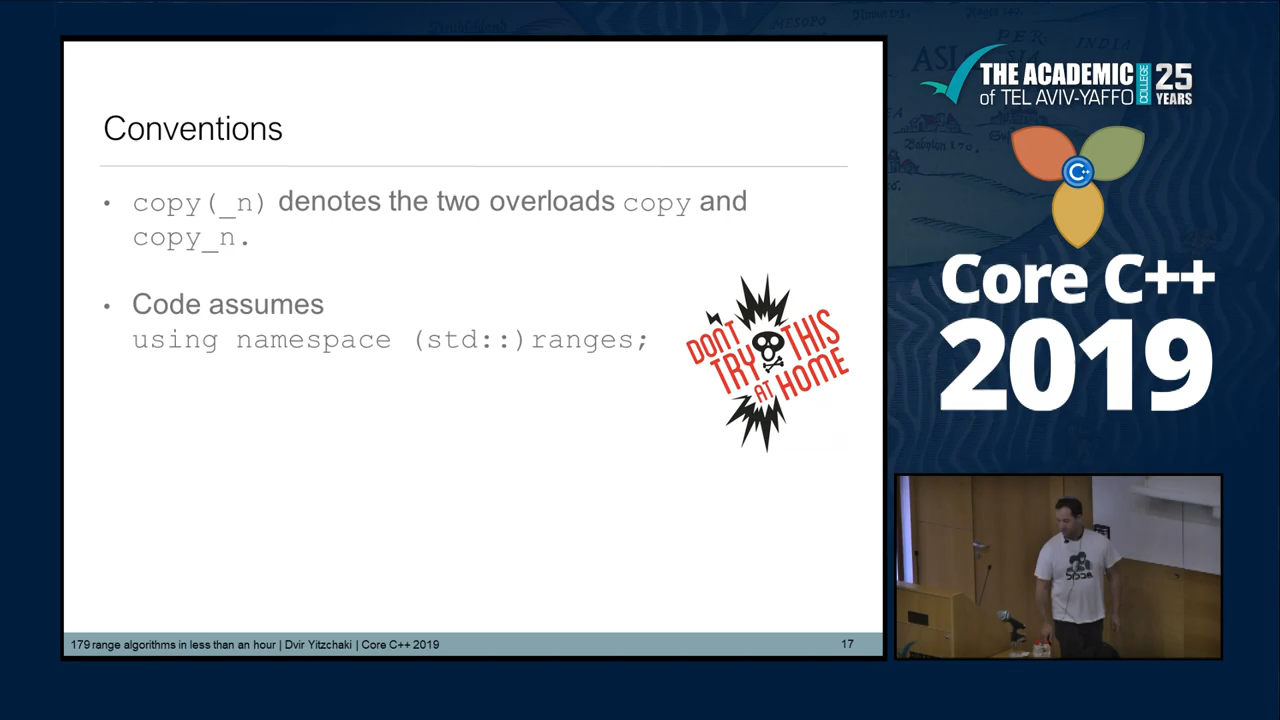 Conventions
• copy(_n) denotes the two overloads copy and
copy_n.
• Code assumes
using namespace (std::)ranges;
DON'T
TRY THIS
AT HOME
179 range algorithms in less than an hour | Dvir Yitzchaki | Core C++ 2019
17
THE ACADEMIC
of TEL AVIV-YAFFO
COLLEGE
25
YEARS
C++
Core C++
2019